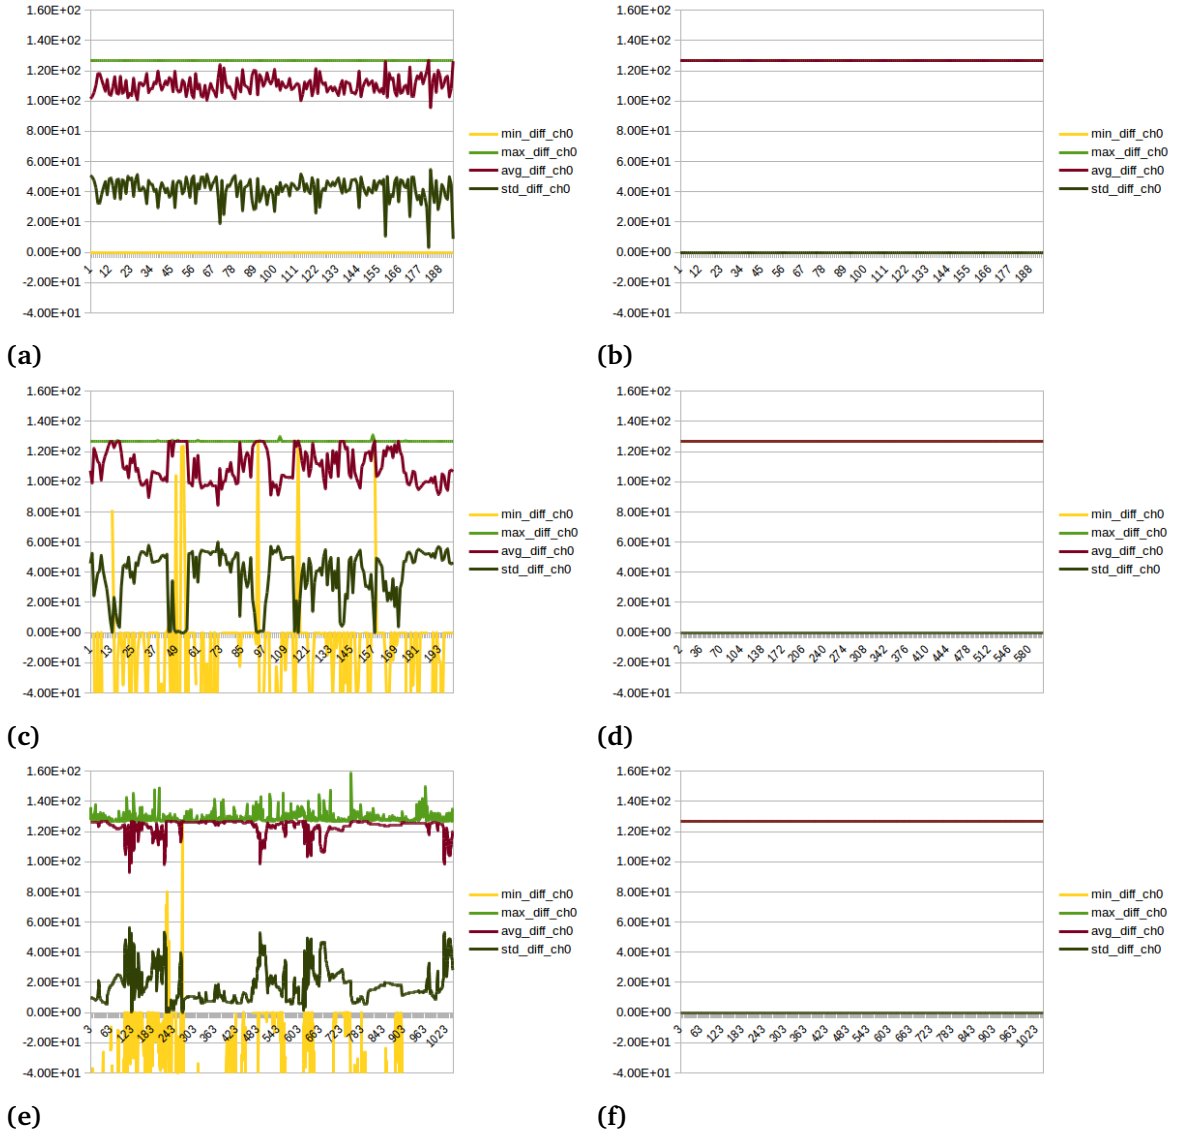 1.60E+02
1.40E+02
1.20E+02
1.00E+02
8.00E+01
6.00E+01
4.00E+01
2.00E+01
0.00E+00
-2.00E+01
-4.00E+01
1 12 23 34 45 56 67 78 89 100 111 122 133 144 155 166 177 188
min_diff_ch0
max_diff_ch0
avg_diff_ch0
std_diff_ch0
(a)
1.60E+02
1.40E+02
1.20E+02
1.00E+02
8.00E+01
6.00E+01
4.00E+01
2.00E+01
0.00E+00
-2.00E+01
-4.00E+01
1 12 23 34 45 56 67 78 89 100 111 122 133 144 155 166 177 188
min_diff_ch0
max_diff_ch0
avg_diff_ch0
std_diff_ch0
(b)
1.60E+02
1.40E+02
1.20E+02
1.00E+02
8.00E+01
6.00E+01
4.00E+01
2.00E+01
0.00E+00
-2.00E+01
-4.00E+01
1 13 25 37 49 61 73 85 97 109 121 133 145 157 169 181 193
min_diff_ch0
max_diff_ch0
avg_diff_ch0
std_diff_ch0
(c)
1.60E+02
1.40E+02
1.20E+02
1.00E+02
8.00E+01
6.00E+01
4.00E+01
2.00E+01
0.00E+00
-2.00E+01
-4.00E+01
2 36 70 104 138 172 206 240 274 308 342 376 410 444 478 512 546 580
min_diff_ch0
max_diff_ch0
avg_diff_ch0
std_diff_ch0
(d)
1.60E+02
1.40E+02
1.20E+02
1.00E+02
8.00E+01
6.00E+01
4.00E+01
2.00E+01
0.00E+00
-2.00E+01
-4.00E+01
3 63 123 183 243 303 363 423 483 543 603 663 723 783 843 903 963 1023
min_diff_ch0
max_diff_ch0
avg_diff_ch0
std_diff_ch0
(e)
1.60E+02
1.40E+02
1.20E+02
1.00E+02
8.00E+01
6.00E+01
4.00E+01
2.00E+01
0.00E+00
-2.00E+01
-4.00E+01
3 63 123 183 243 303 363 423 483 543 603 663 723 783 843 903 963 1023
min_diff_ch0
max_diff_ch0
avg_diff_ch0
std_diff_ch0
(f)